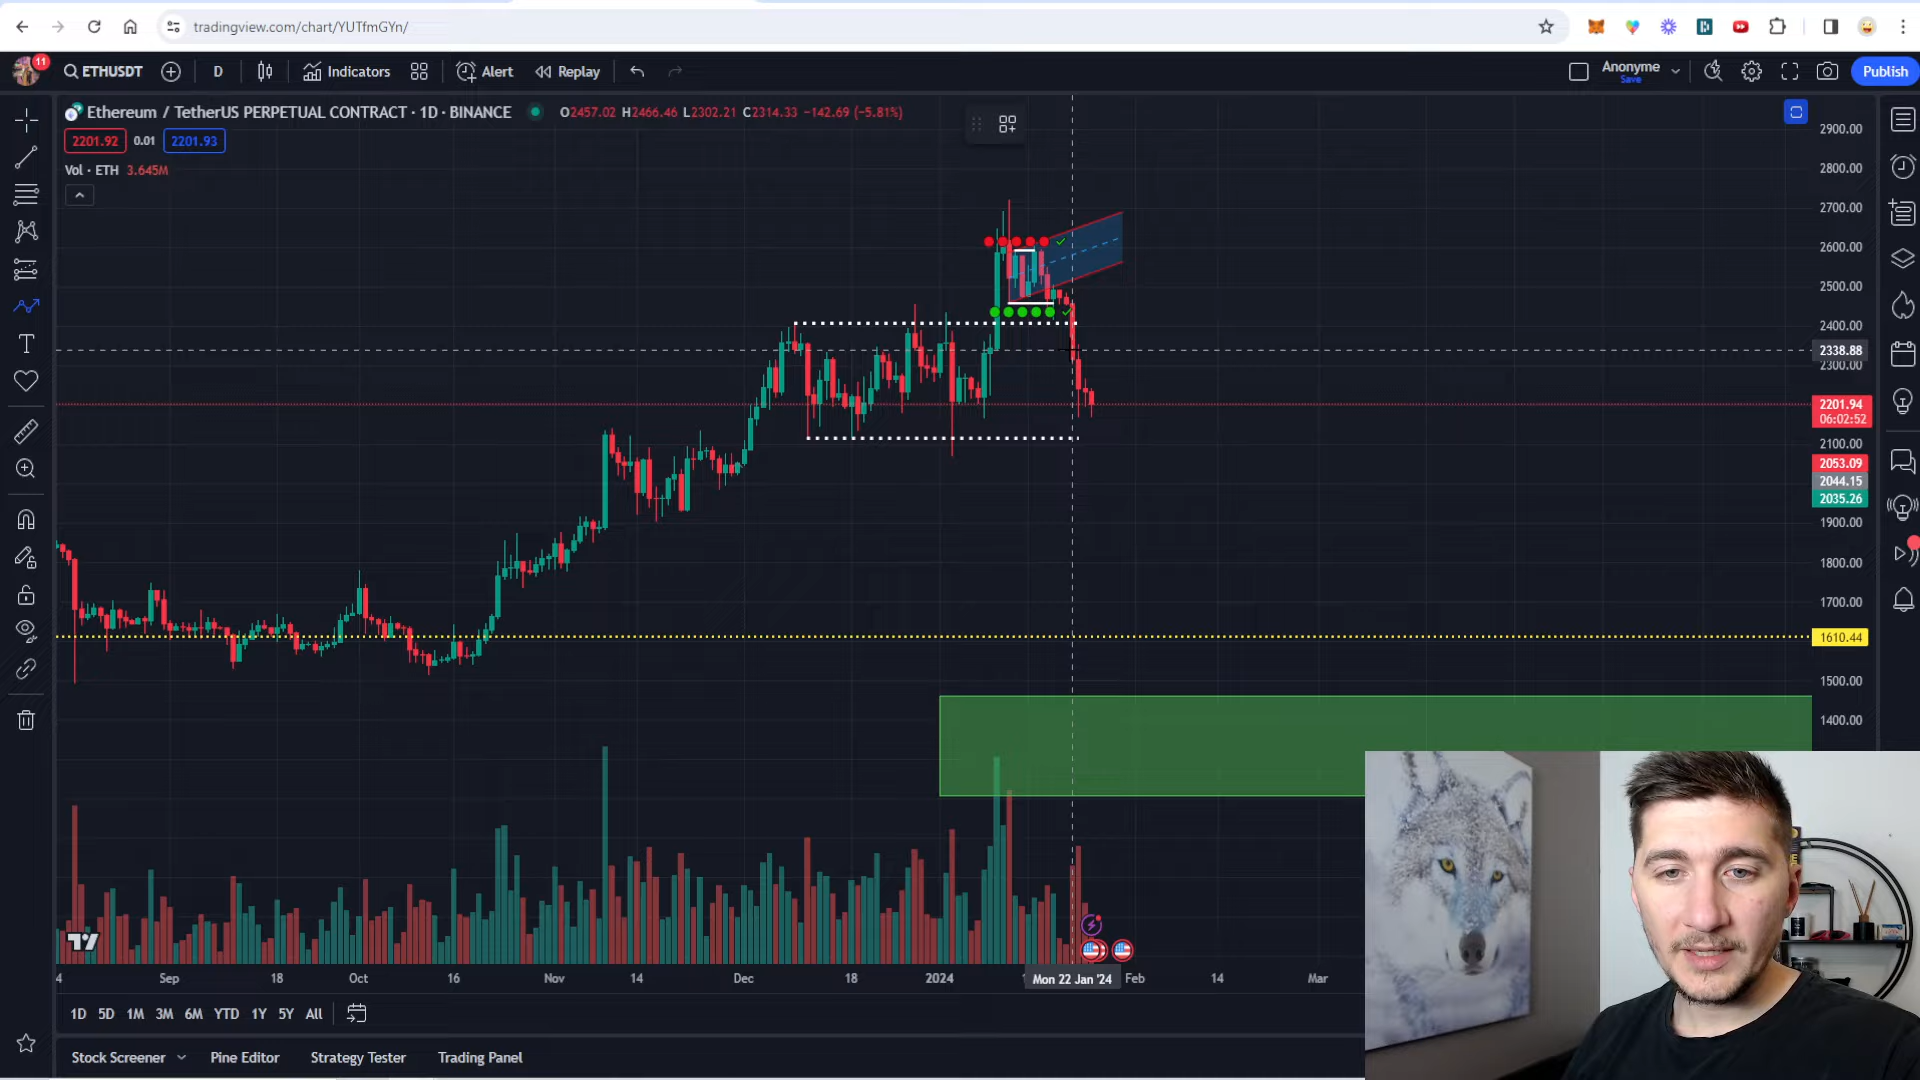 tradingview.com/chart/YUTfmGYn/
11
ETHUSDT
D
Indicators
Alert
Replay
Anonyme
Save
Publish
Ethereum / TetherUS PERPETUAL CONTRACT · 1D · BINANCE
O2457.02 H2466.46 L2302.21 C2314.33 −142.69 (−5.81%)
2201.92
0.01
2201.93
Vol · ETH 3.645M
2900.00
2800.00
2700.00
2600.00
2500.00
2400.00
2338.88
2300.00
2201.94
06:02:52
2100.00
2053.09
2044.15
2035.26
1900.00
1800.00
1700.00
1610.44
1500.00
1400.00
4
Sep
18
Oct
16
Nov
14
Dec
18
2024
Mon 22 Jan '24
Feb
14
Mar
1D 5D 1M 3M 6M YTD 1Y 5Y All
Stock Screener
Pine Editor
Strategy Tester
Trading Panel